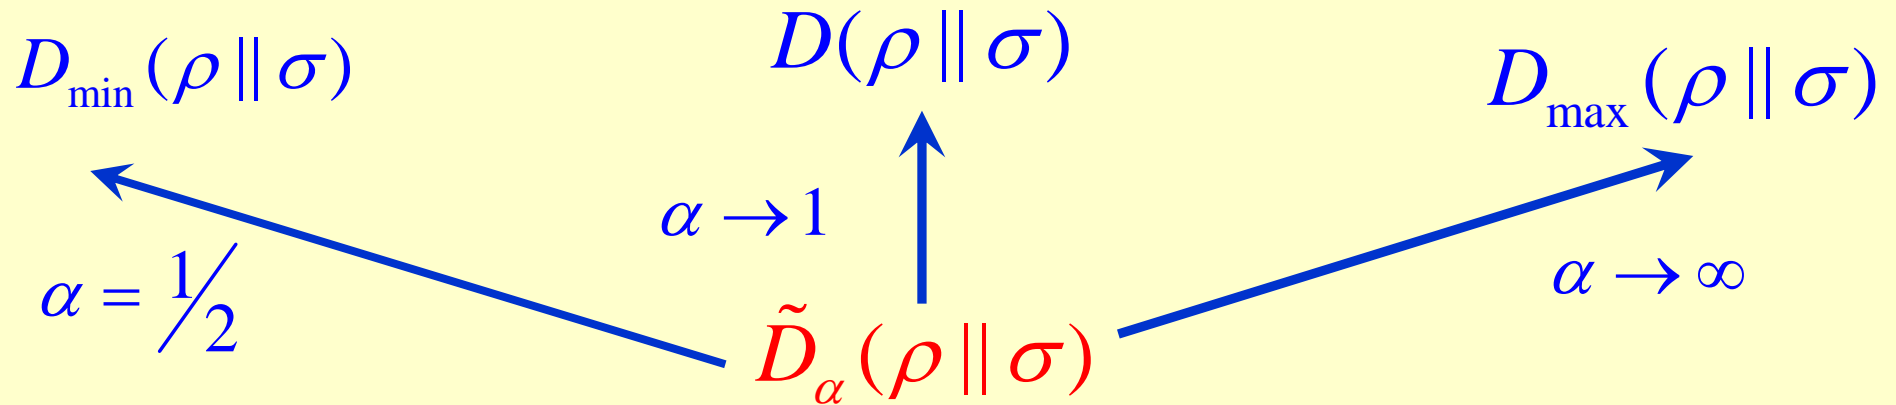 D_min(ρ || σ)
D(ρ || σ)
D_max(ρ || σ)
α = 1/2
α → 1
α → ∞
D̃_α(ρ || σ)